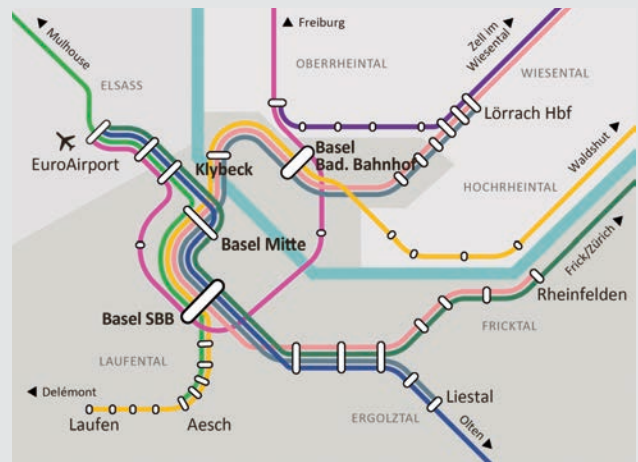 Mulhouse
ELSASS
Freiburg
OBERRHEINTAL
Zell im
Wiesental
WIESENTAL
EuroAirport
Klybeck
Basel
Bad. Bahnhof
Lörrach Hbf
Waldshut
HOCHRHEINTAL
Basel Mitte
Frick/Zürich
Basel SBB
Rheinfelden
FRICKTAL
LAUFENTAL
Delémont
Laufen
Aesch
Liestal
ERGOLZTAL
Olten